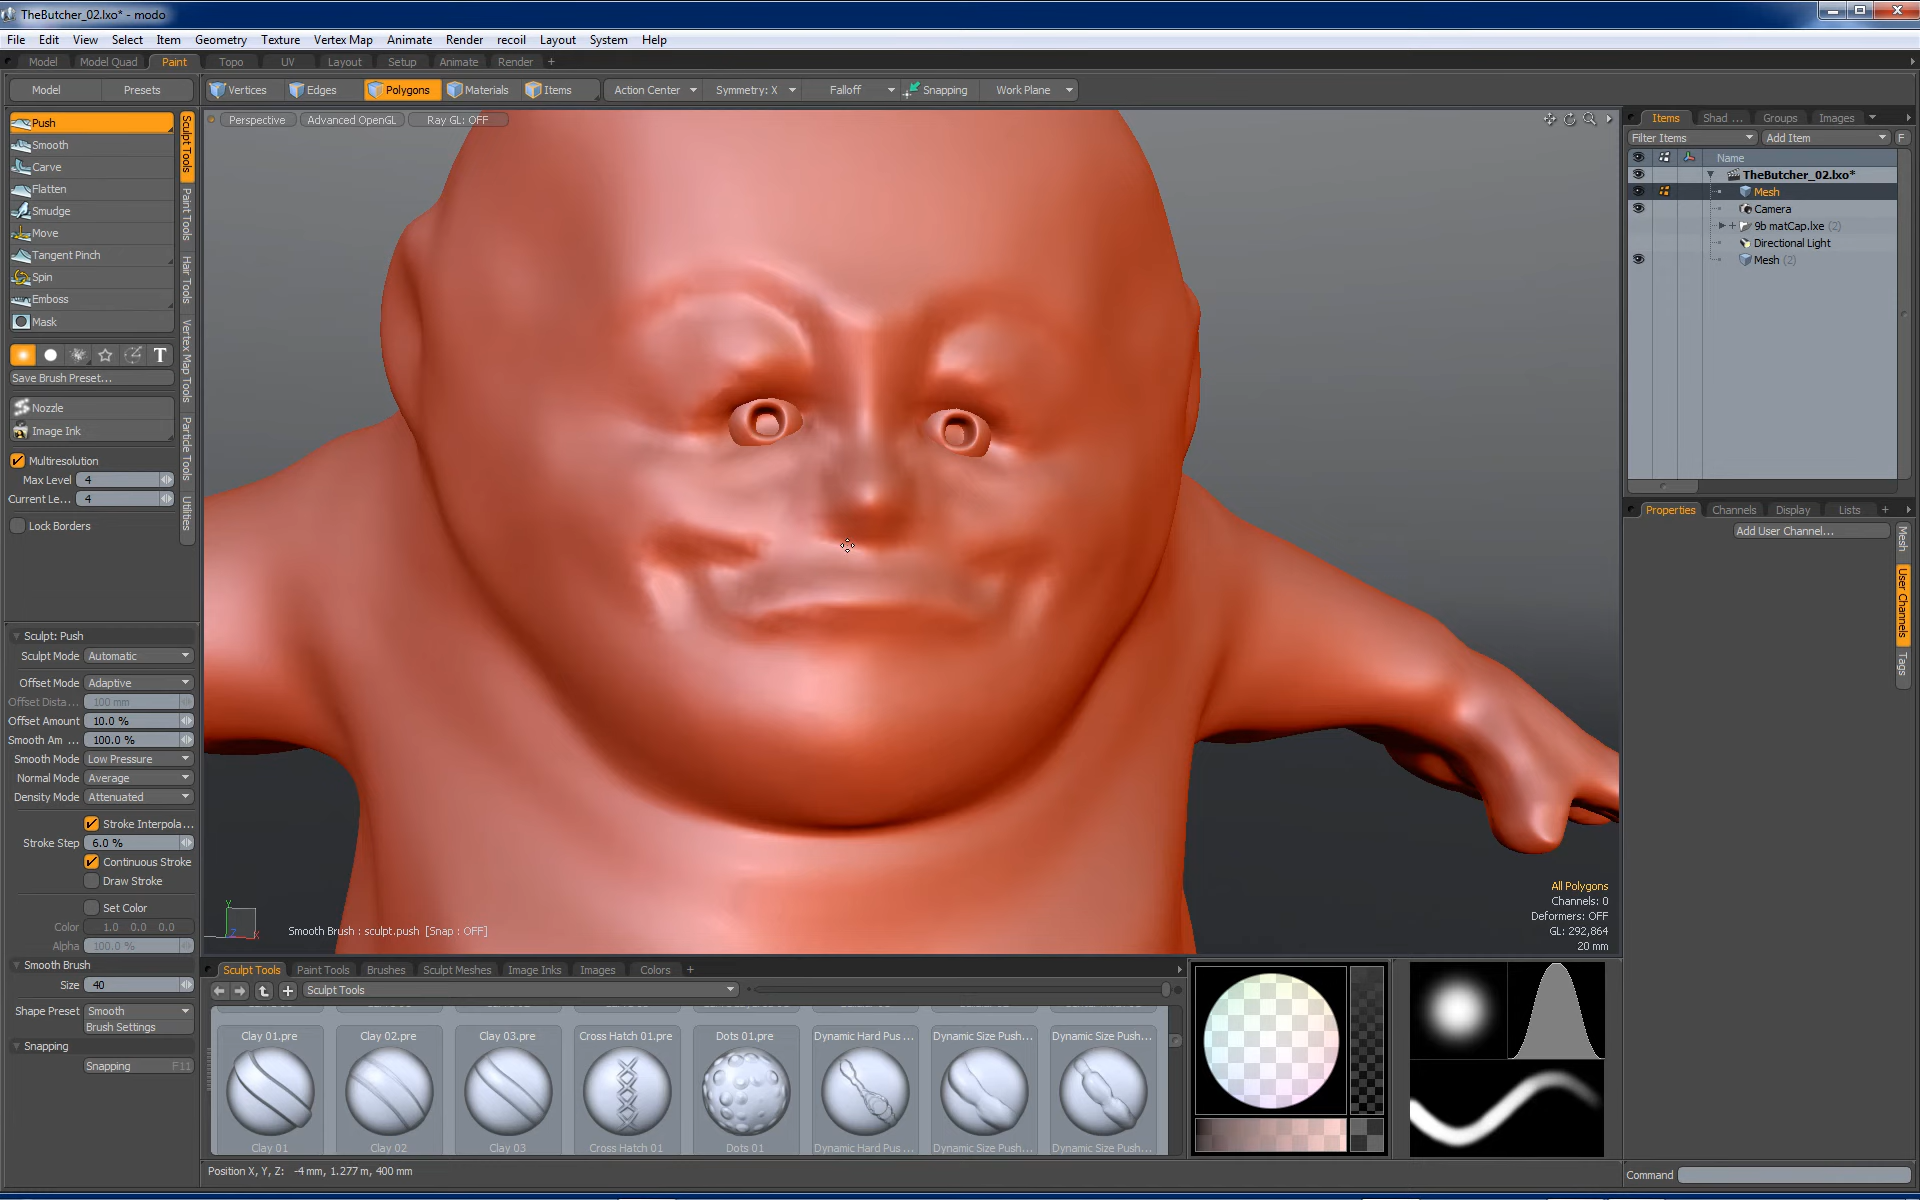 TheButcher_02.lxo* - modo
File Edit View Select Item Geometry Texture Vertex Map Animate Render recoil Layout System Help
Model Model Quad Paint Topo UV Layout Setup Animate Render +
Model Presets Vertices Edges Polygons Materials Items Action Center Symmetry: X Falloff Snapping Work Plane
Perspective Advanced OpenGL Ray GL: OFF
Push
Smooth
Carve
Flatten
Smudge
Move
Tangent Pinch
Spin
Emboss
Mask
T
Save Brush Preset...
Nozzle
Image Ink
Multiresolution
Max Level 4
Current Le... 4
Lock Borders
Sculpt Tools
Paint Tools
Hair Tools
Vertex Map Tools
Particle Tools
Utilities
Sculpt: Push
Sculpt Mode Automatic
Offset Mode Adaptive
Offset Dista... 100 mm
Offset Amount 10.0 %
Smooth Am ... 100.0 %
Smooth Mode Low Pressure
Normal Mode Average
Density Mode Attenuated
Stroke Interpola...
Stroke Step 6.0 %
Continuous Stroke
Draw Stroke
Set Color
Color 1.0 0.0 0.0
Alpha 100.0 %
Smooth Brush
Size 40
Shape Preset Smooth
Brush Settings
Snapping
Snapping F11
Y
Z X
Smooth Brush : sculpt.push [Snap : OFF]
All Polygons
Channels: 0
Deformers: OFF
GL: 292,864
20 mm
Sculpt Tools Paint Tools Brushes Sculpt Meshes Image Inks Images Colors +
Sculpt Tools
Clay 01.pre Clay 02.pre Clay 03.pre Cross Hatch 01.pre Dots 01.pre Dynamic Hard Pus ... Dynamic Size Push... Dynamic Size Push...
Clay 01 Clay 02 Clay 03 Cross Hatch 01 Dots 01 Dynamic Hard Pus ... Dynamic Size Push... Dynamic Size Push...
Position X, Y, Z: -4 mm, 1.277 m, 400 mm
Items Shad ... Groups Images
Filter Items Add Item F
Name
TheButcher_02.lxo*
Mesh
Camera
9b matCap.lxe (2)
Directional Light
Mesh (2)
Properties Channels Display Lists +
Add User Channel...
Mesh
User Channels
Tags
Command